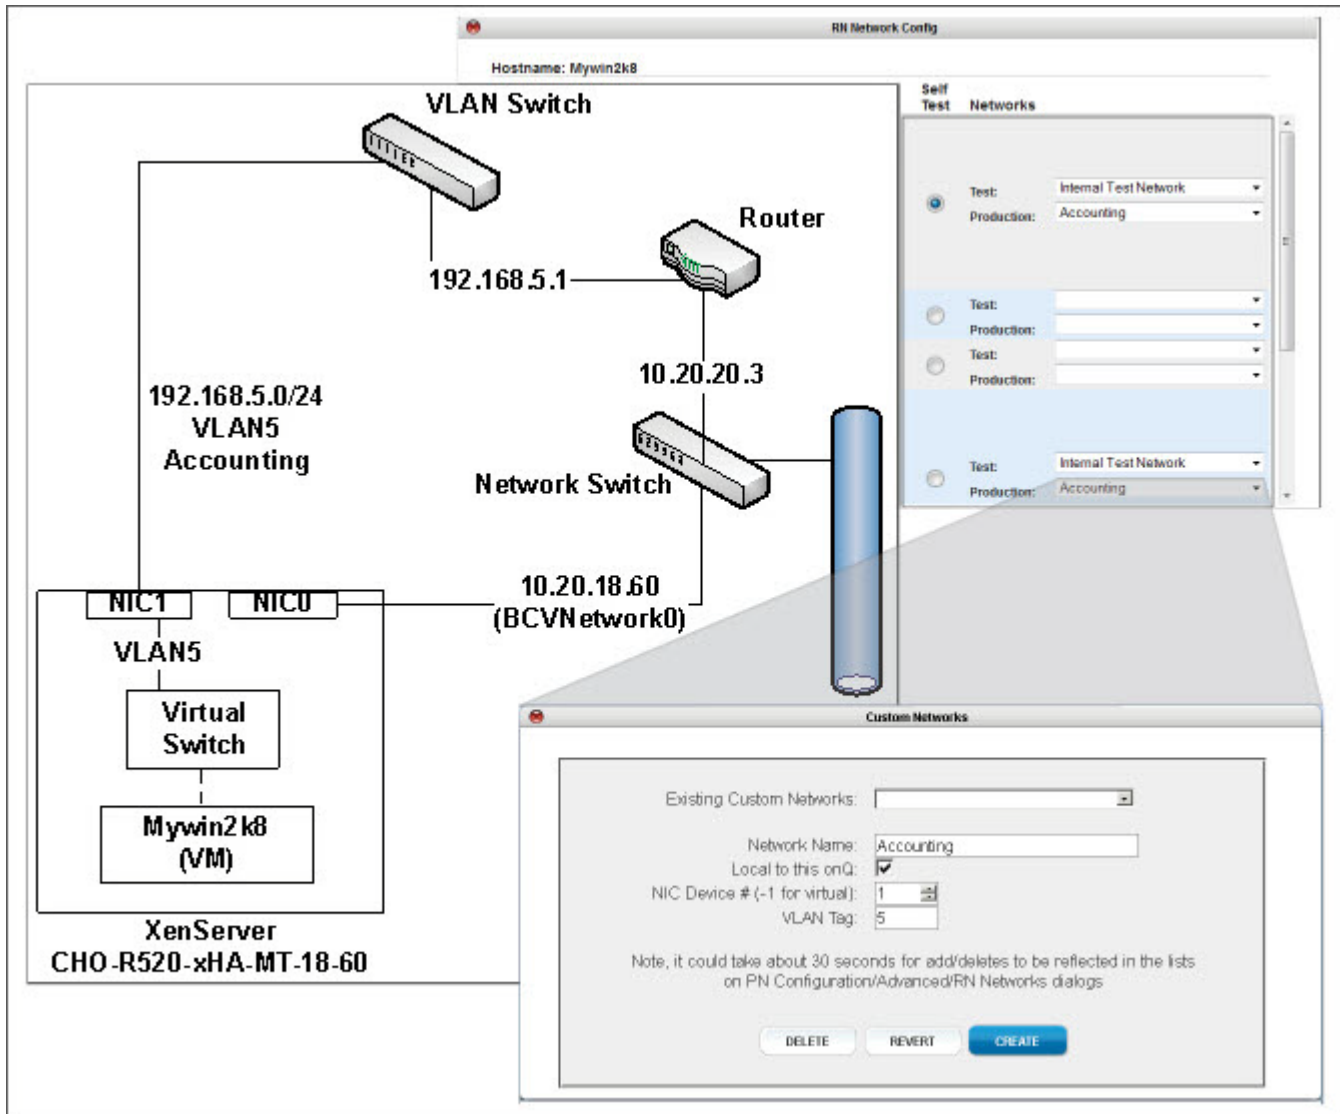 RN Network Config
Hostname: Mywin2k8
Self
Test Networks
Test: Internal Test Network
Production: Accounting
Test:
Production:
Test:
Production:
Test: Internal Test Network
Production: Accounting
VLAN Switch
Router
192.168.5.1
10.20.20.3
192.168.5.0/24
VLAN5
Accounting
Network Switch
10.20.18.60
(BCVNetwork0)
NIC1
NIC0
VLAN5
Virtual
Switch
Mywin2k8
(VM)
XenServer
CHO-R520-xHA-MT-18-60
Custom Networks
Existing Custom Networks:
Network Name: Accounting
Local to this onQ:
NIC Device # (-1 for virtual): 1
VLAN Tag: 5
Note, it could take about 30 seconds for add/deletes to be reflected in the lists
on PN Configuration/Advanced/RN Networks dialogs
DELETE REVERT CREATE